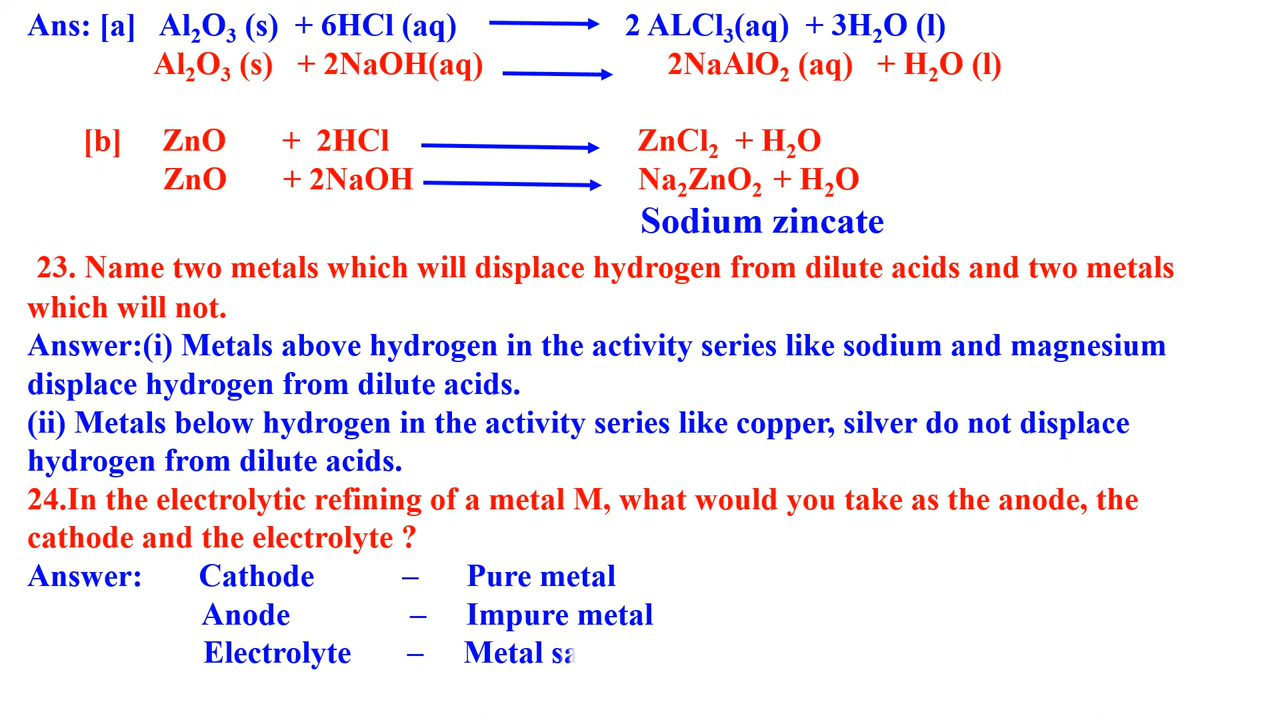 Ans: [a] Al₂O₃ (s) + 6HCl (aq) ⟶ 2 ALCl₃(aq) + 3H₂O (l)
Al₂O₃ (s) + 2NaOH(aq) ⟶ 2NaAlO₂ (aq) + H₂O (l)
[b] ZnO + 2HCl ⟶ ZnCl₂ + H₂O
ZnO + 2NaOH ⟶ Na₂ZnO₂ + H₂O
Sodium zincate
23. Name two metals which will displace hydrogen from dilute acids and two metals
which will not.
Answer:(i) Metals above hydrogen in the activity series like sodium and magnesium
displace hydrogen from dilute acids.
(ii) Metals below hydrogen in the activity series like copper, silver do not displace
hydrogen from dilute acids.
24.In the electrolytic refining of a metal M, what would you take as the anode, the
cathode and the electrolyte ?
Answer: Cathode – Pure metal
Anode – Impure metal
Electrolyte – Metal